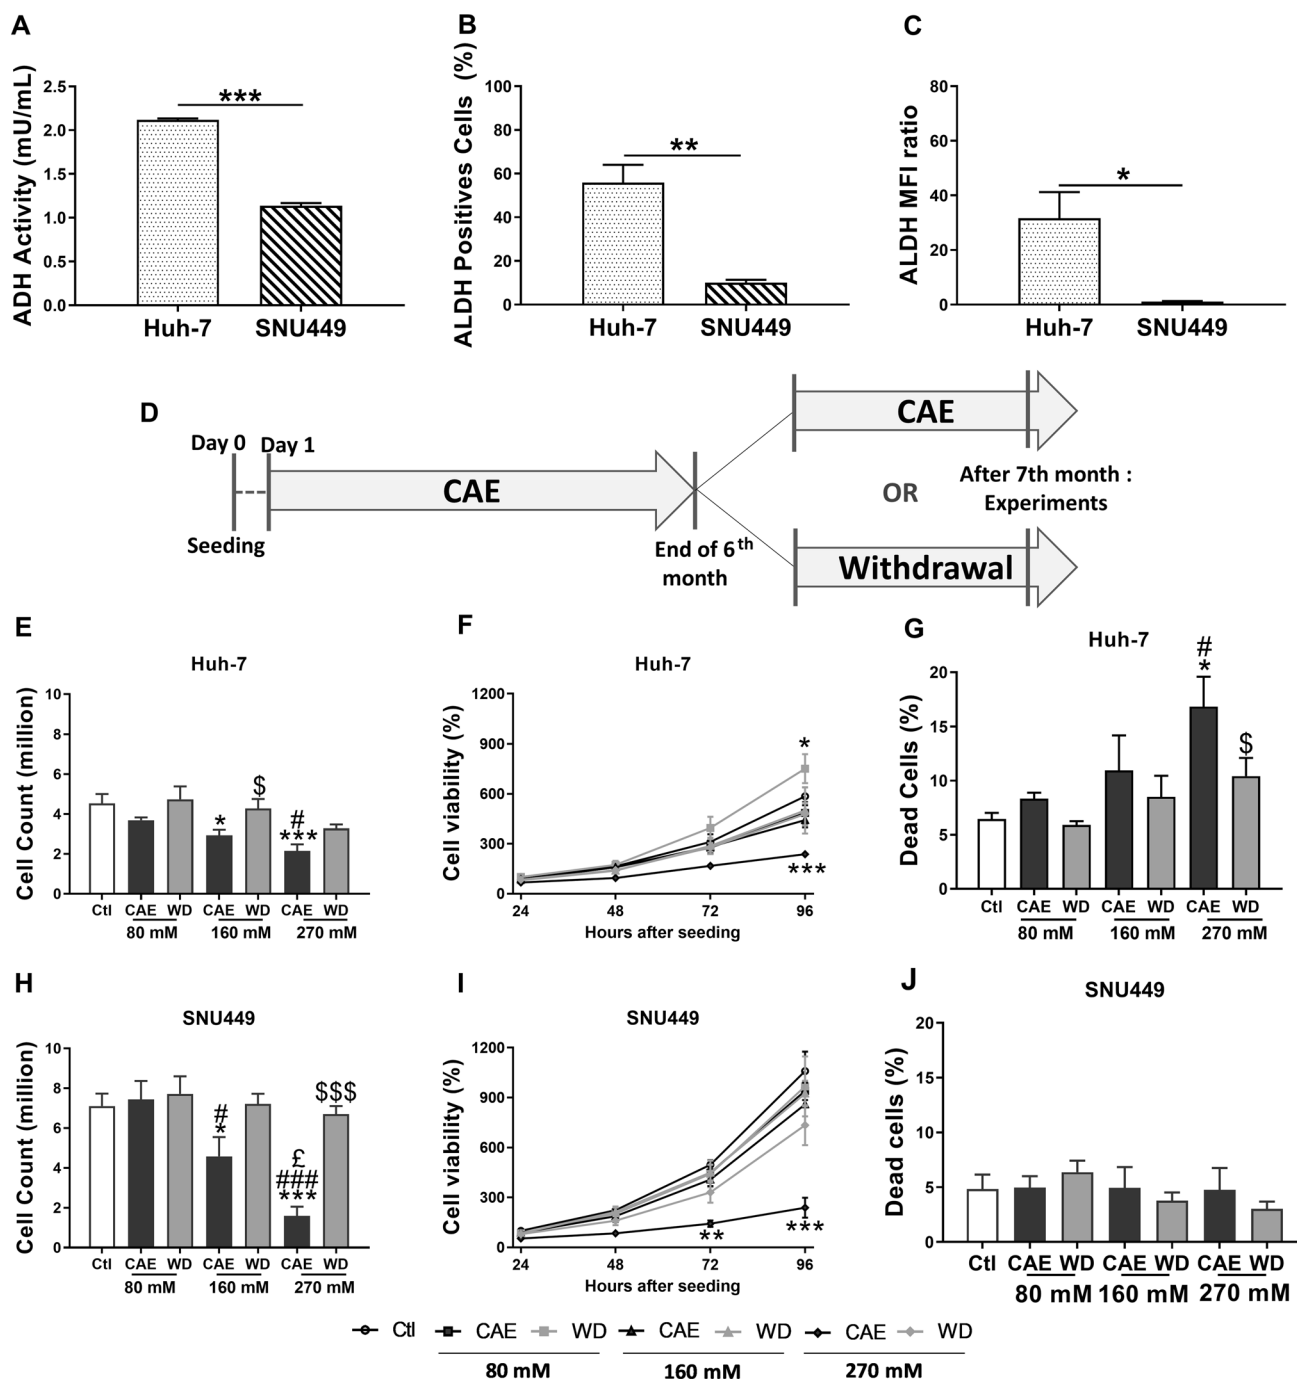 A
ADH Activity (mU/mL)
2.5
2.0
1.5
1.0
0.5
0.0
***
Huh-7 SNU449
B
ALDH Positives Cells (%)
100
80
60
40
20
0
**
Huh-7 SNU449
C
ALDH MFI ratio
80
60
40
20
0
*
Huh-7 SNU449
D
Day 0 Day 1
Seeding
CAE
End of 6th
month
CAE
OR
After 7th month :
Experiments
Withdrawal
E
Huh-7
Cell Count (million)
10
8
6
4
2
0
* $ #
***
Ctl CAE WD CAE WD CAE WD
80 mM 160 mM 270 mM
F
Huh-7
Cell viability (%)
1200
900
600
300
0
*
***
24 48 72 96
Hours after seeding
G
Huh-7
Dead Cells (%)
20
15
10
5
0
#
*
$
Ctl CAE WD CAE WD CAE WD
80 mM 160 mM 270 mM
H
SNU449
Cell Count (million)
10
8
6
4
2
0
#
*
£
###
***
$$$
Ctl CAE WD CAE WD CAE WD
80 mM 160 mM 270 mM
I
SNU449
Cell viability (%)
1200
900
600
300
0
**
***
24 48 72 96
Hours after seeding
J
SNU449
Dead cells (%)
20
15
10
5
0
Ctl CAE WD CAE WD CAE WD
80 mM 160 mM 270 mM
Ctl CAE WD CAE WD CAE WD
80 mM 160 mM 270 mM